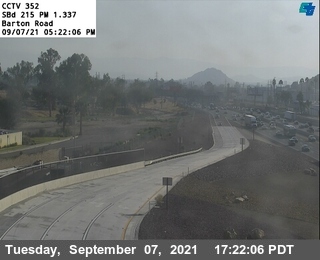 CCTV 352
SBd 215 PM 1.337
Barton Road
09/07/21 05:22:06 PM
Tuesday, September 07, 2021 17:22:06 PDT